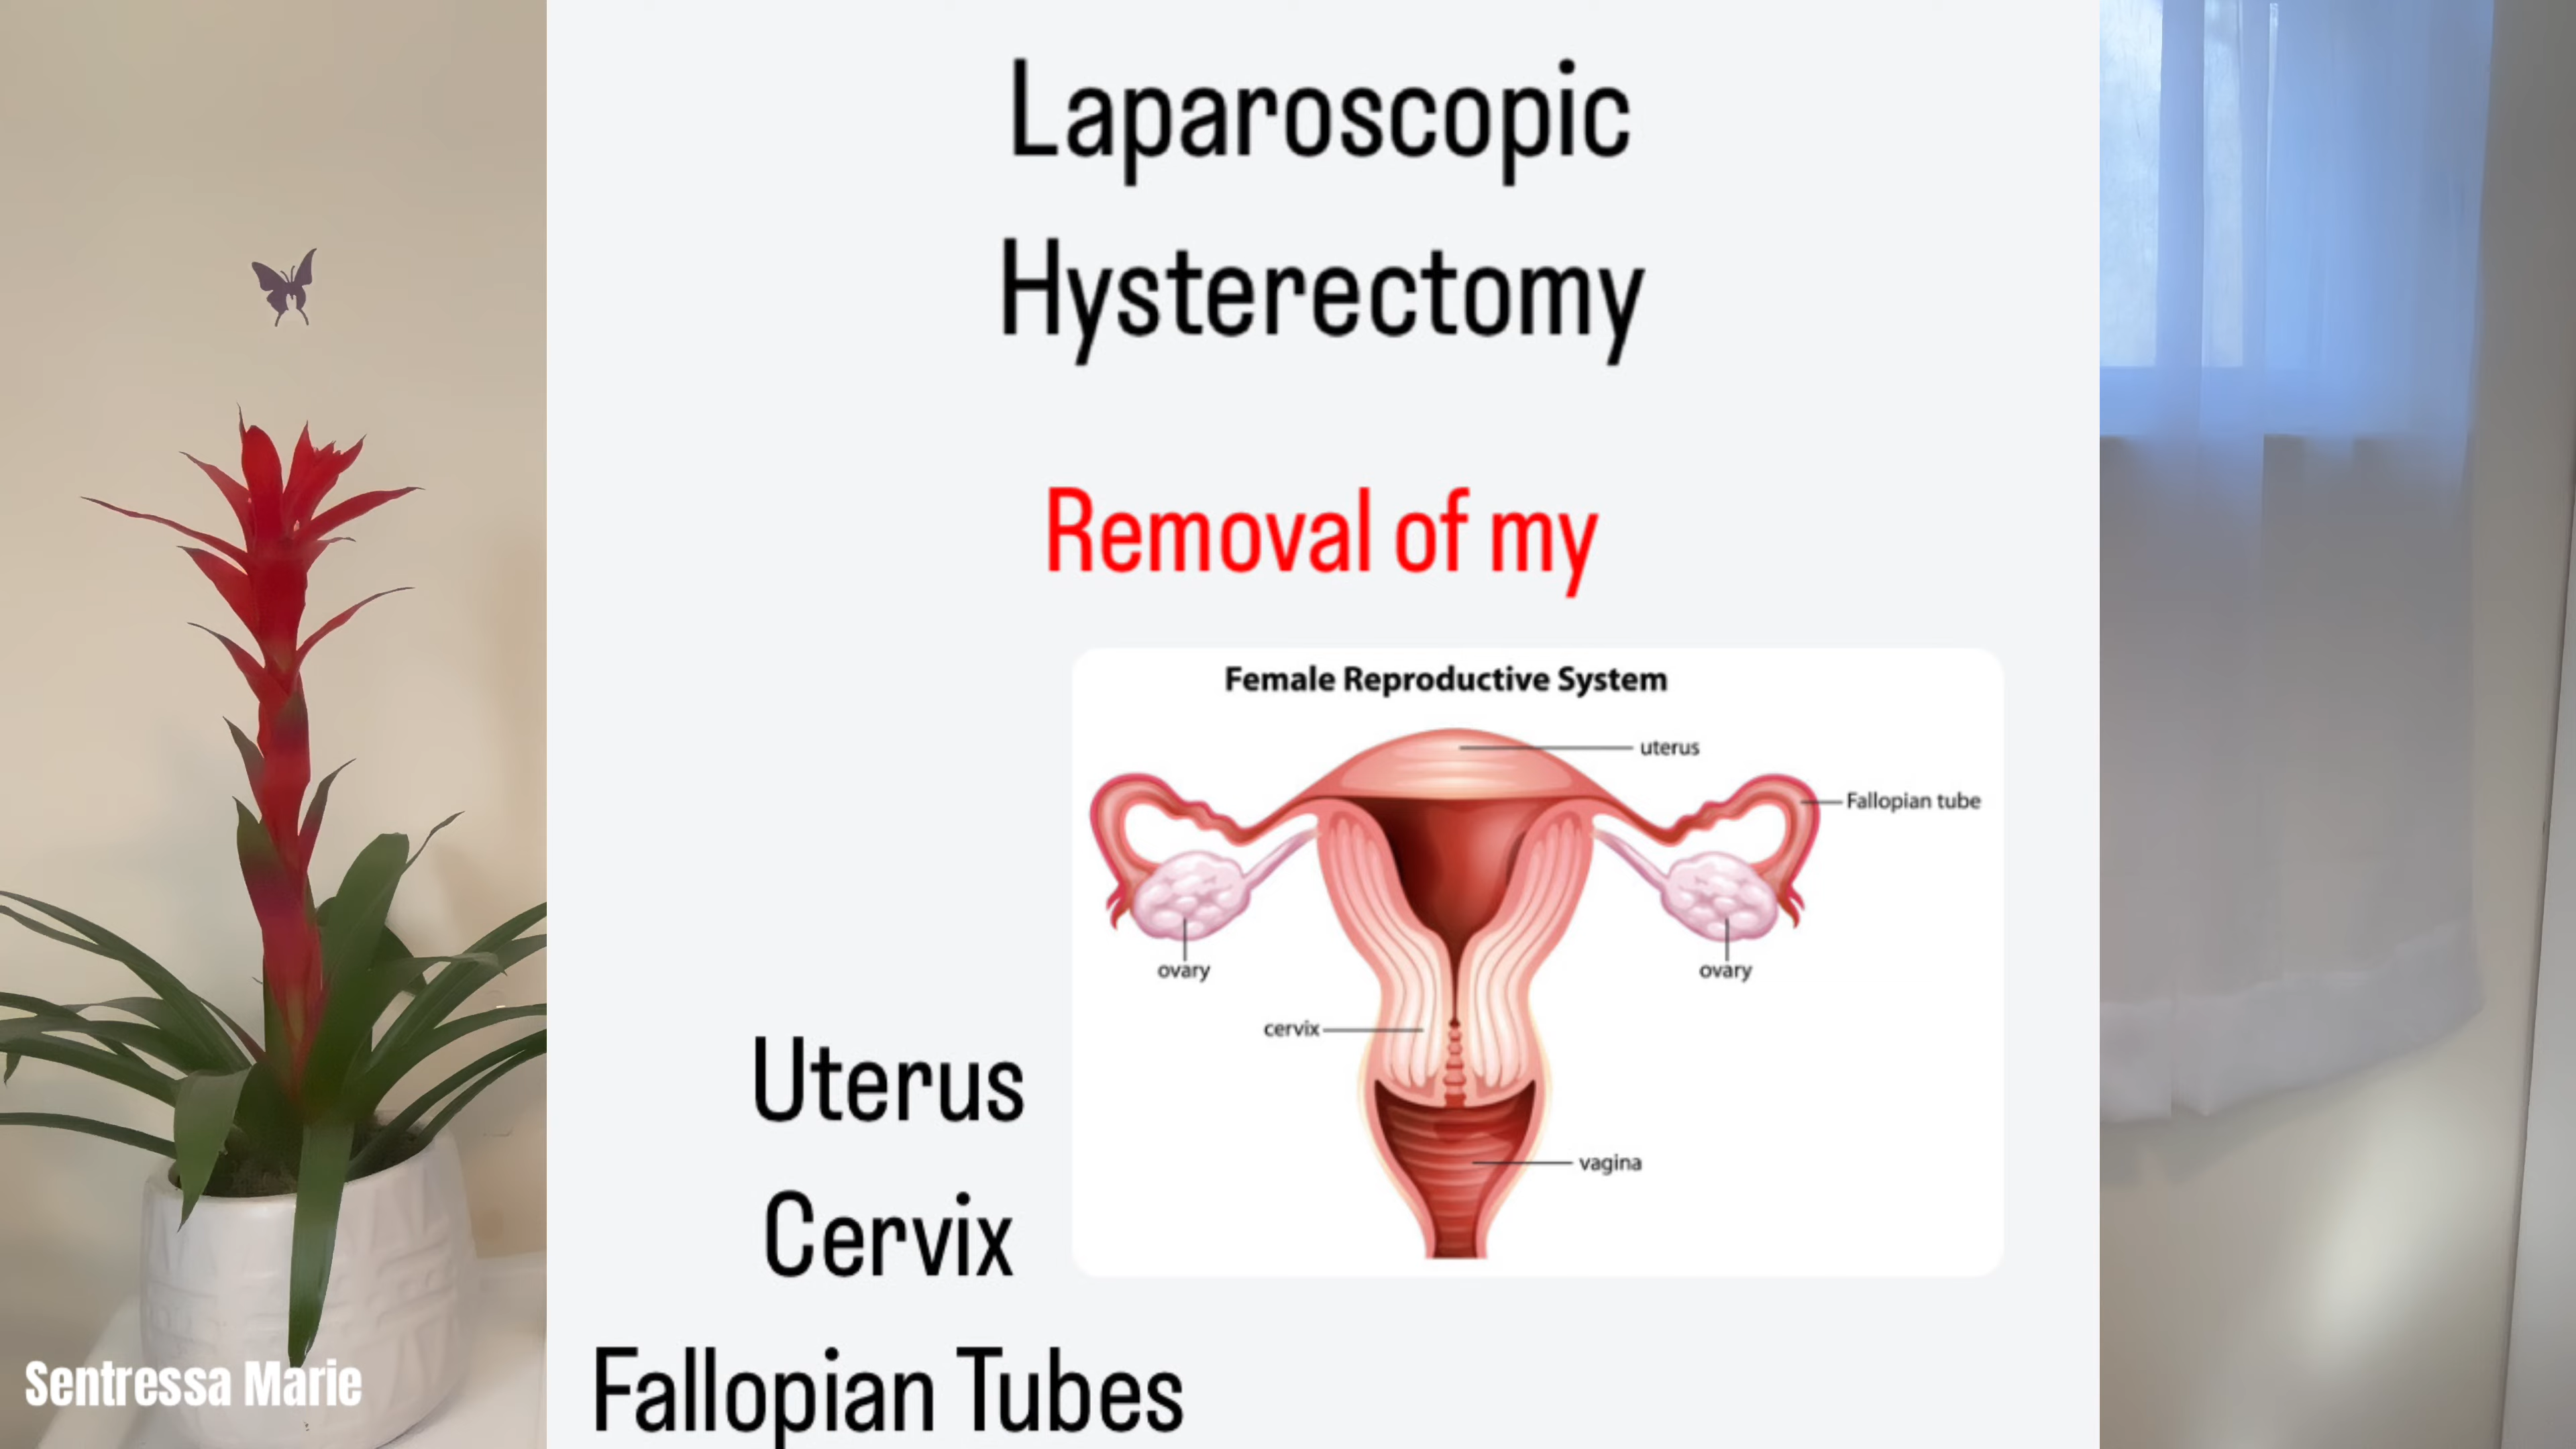 Laparoscopic
Hysterectomy
Removal of my
Female Reproductive System
uterus
Fallopian tube
ovary
ovary
cervix
vagina
Uterus
Cervix
Fallopian Tubes
Sentressa Marie